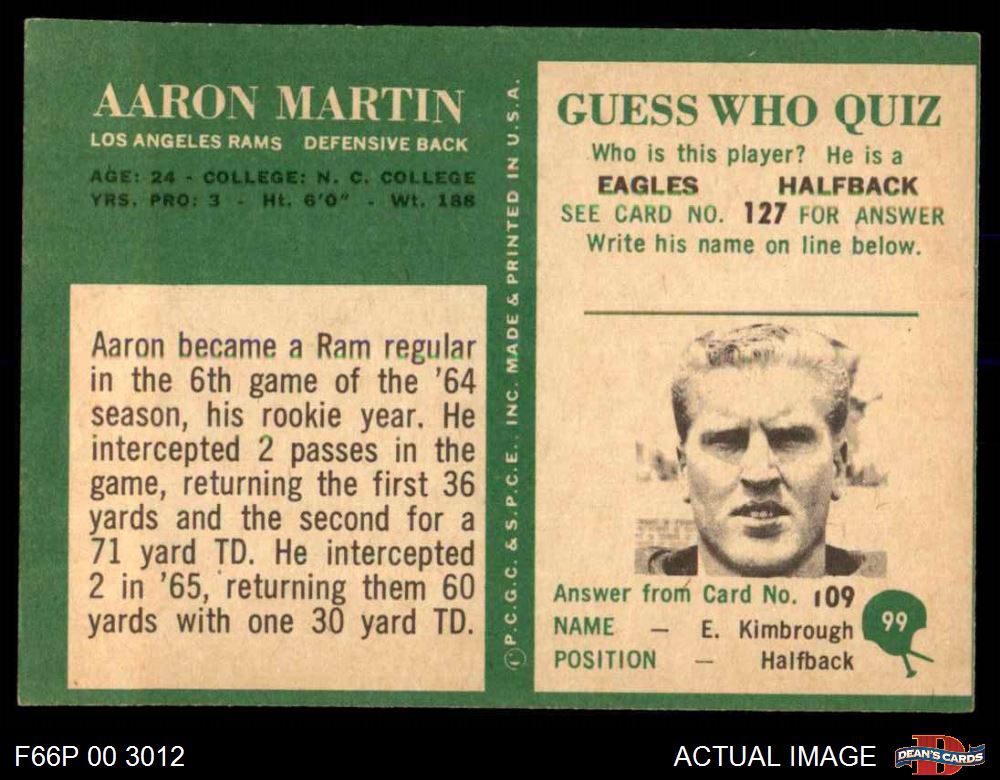 AARON MARTIN
LOS ANGELES RAMS DEFENSIVE BACK
AGE: 24 - COLLEGE: N. C. COLLEGE
YRS. PRO: 3 - Ht. 6'0" - Wt. 188
Aaron became a Ram regular
in the 6th game of the '64
season, his rookie year. He
intercepted 2 passes in the
game, returning the first 36
yards and the second for a
71 yard TD. He intercepted
2 in '65, returning them 60
yards with one 30 yard TD.
©P.C.G.C. & S.P.C.E., INC. MADE & PRINTED IN U.S.A.
GUESS WHO QUIZ
Who is this player? He is a
EAGLES HALFBACK
SEE CARD NO. 127 FOR ANSWER
Write his name on line below.
Answer from Card No. 109
NAME — E. Kimbrough
POSITION — Halfback
99
F66P 00 3012
ACTUAL IMAGE
D
DEAN'S CARDS